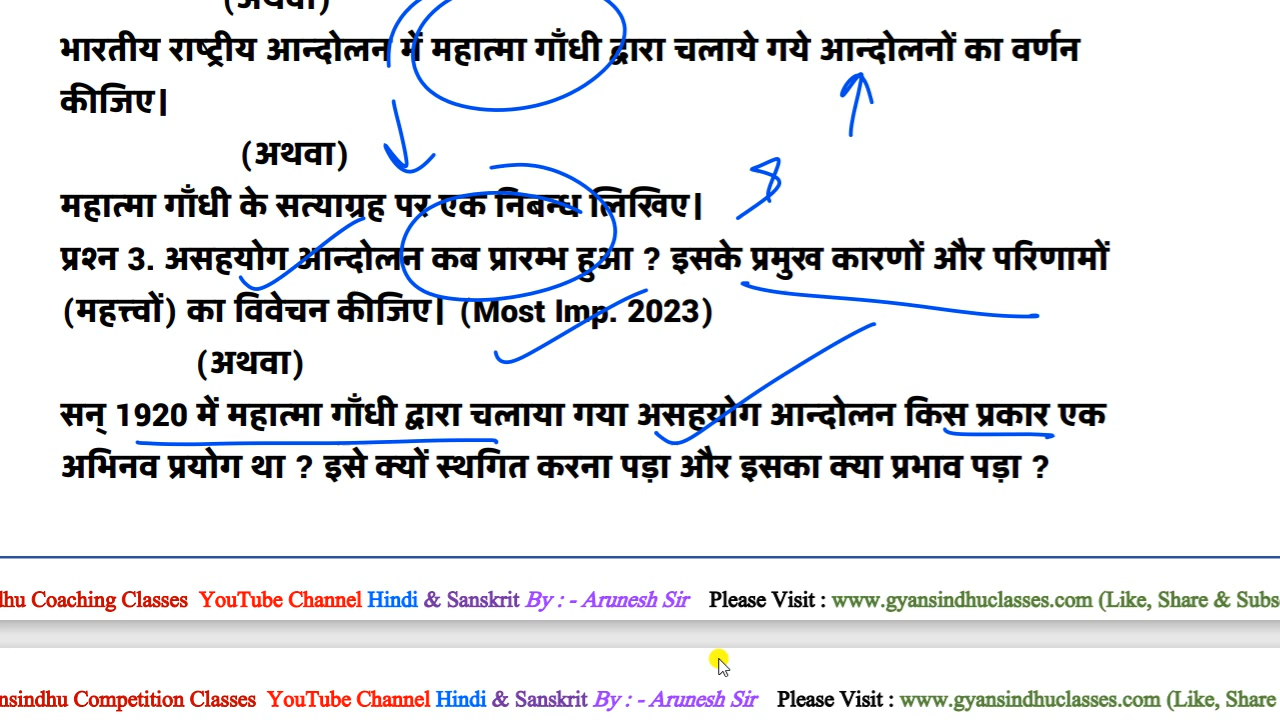 (अथवा)
भारतीय राष्ट्रीय आन्दोलन में महात्मा गाँधी द्वारा चलाये गये आन्दोलनों का वर्णन
कीजिए।
(अथवा)
महात्मा गाँधी के सत्याग्रह पर एक निबन्ध लिखिए।
प्रश्न 3. असहयोग आन्दोलन कब प्रारम्भ हुआ ? इसके प्रमुख कारणों और परिणामों
(महत्त्वों) का विवेचन कीजिए। (Most Imp. 2023)
(अथवा)
सन् 1920 में महात्मा गाँधी द्वारा चलाया गया असहयोग आन्दोलन किस प्रकार एक
अभिनव प्रयोग था ? इसे क्यों स्थगित करना पड़ा और इसका क्या प्रभाव पड़ा ?
dhu Coaching Classes YouTube Channel Hindi & Sanskrit By : - Arunesh Sir Please Visit : www.gyansindhuclasses.com (Like, Share & Subs
nsindhu Competition Classes YouTube Channel Hindi & Sanskrit By : - Arunesh Sir Please Visit : www.gyansindhuclasses.com (Like, Share